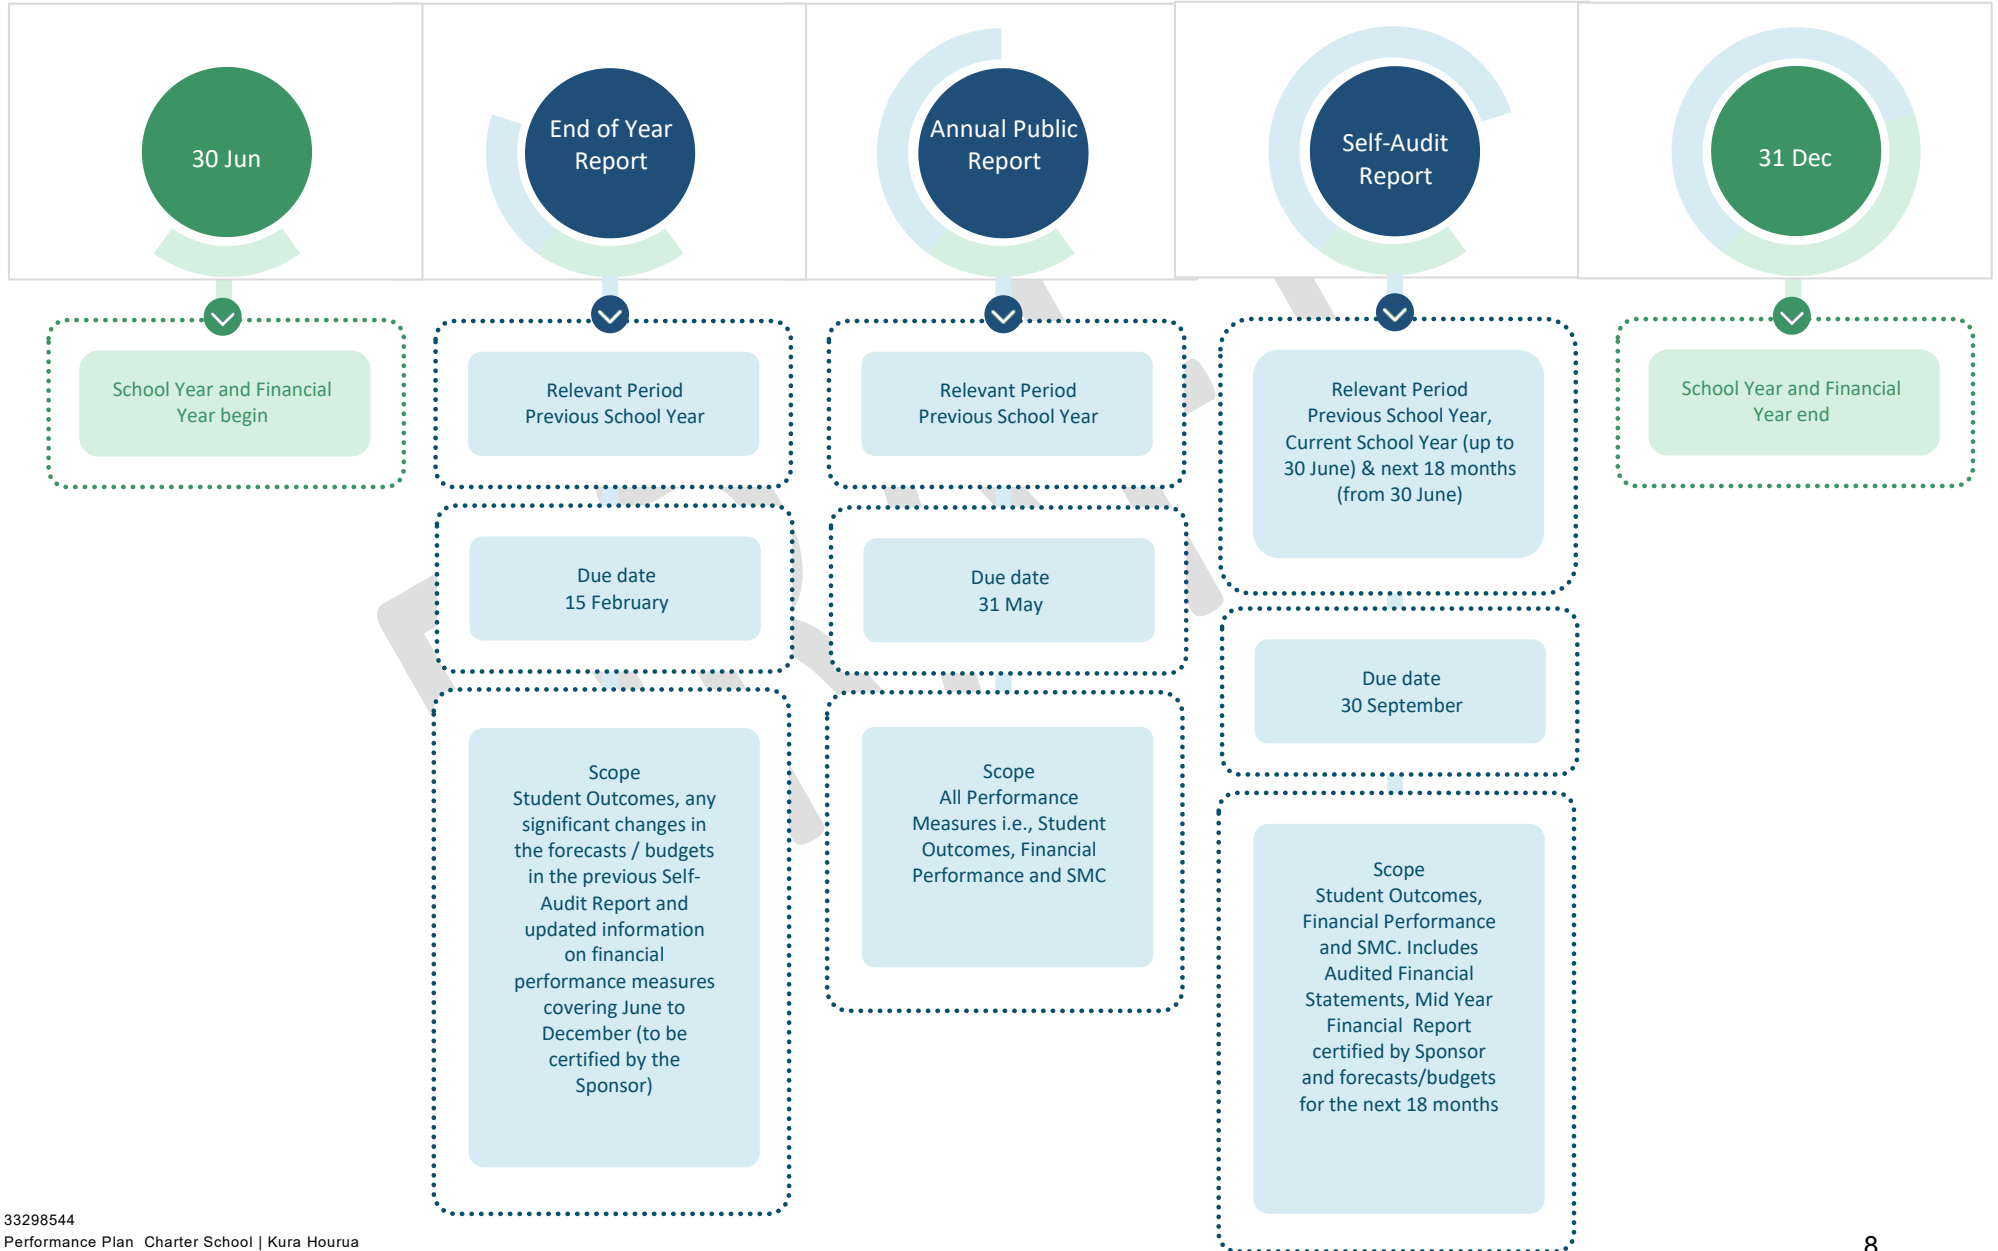 30 Jun
End of Year
Report
Annual Public
Report
Self-Audit
Report
31 Dec
School Year and Financial
Year begin
Relevant Period
Previous School Year
Due date
15 February
Scope
Student Outcomes, any
significant changes in
the forecasts / budgets
in the previous Self-
Audit Report and
updated information
on financial
performance measures
covering June to
December (to be
certified by the
Sponsor)
Relevant Period
Previous School Year
Due date
31 May
Scope
All Performance
Measures i.e., Student
Outcomes, Financial
Performance and SMC
Relevant Period
Previous School Year,
Current School Year (up to
30 June) & next 18 months
(from 30 June)
Due date
30 September
Scope
Student Outcomes,
Financial Performance
and SMC. Includes
Audited Financial
Statements, Mid Year
Financial Report
certified by Sponsor
and forecasts/budgets
for the next 18 months
School Year and Financial
Year end
33298544
Performance Plan Charter School | Kura Hourua
8